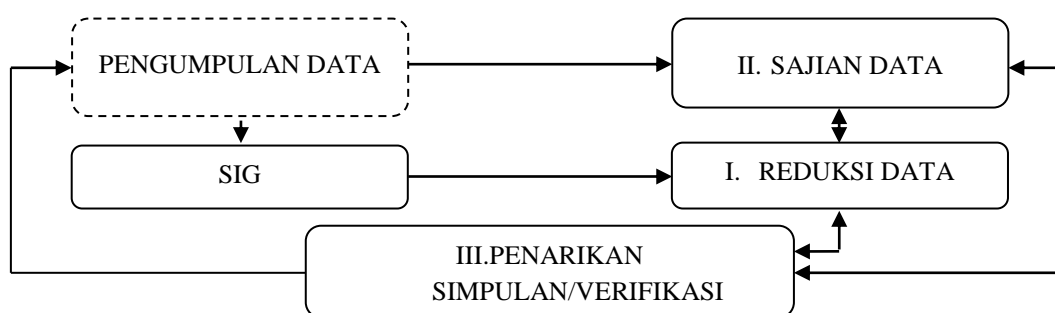 PENGUMPULAN DATA
II. SAJIAN DATA
SIG
I. REDUKSI DATA
III.PENARIKAN
SIMPULAN/VERIFIKASI